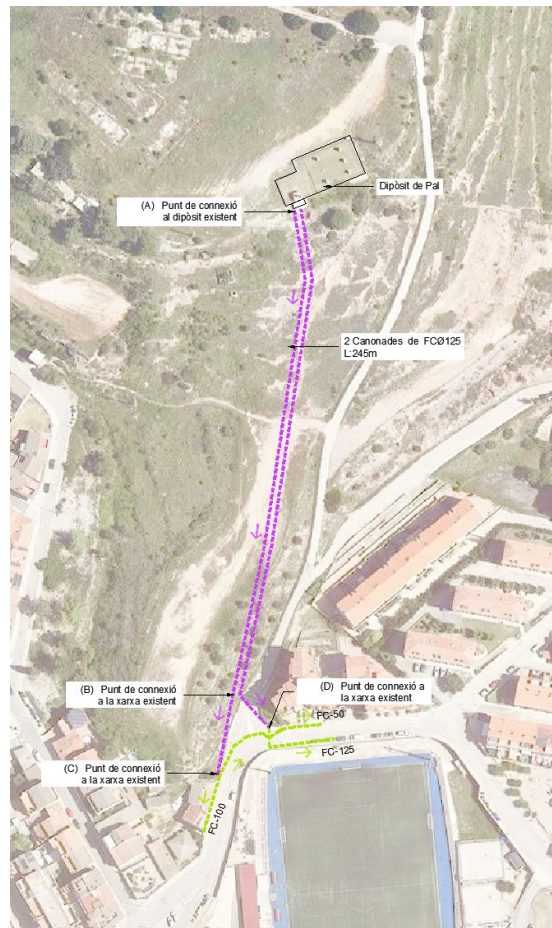 Dipòsit de Pal
(A) Punt de connexió
al dipòsit existent
2 Canonades de FCØ125
L:245m
(B) Punt de connexió
a la xarxa existent
(D) Punt de connexió a
la xarxa existent
FC-50
FC-125
(C) Punt de connexió
a la xarxa existent
FC-100